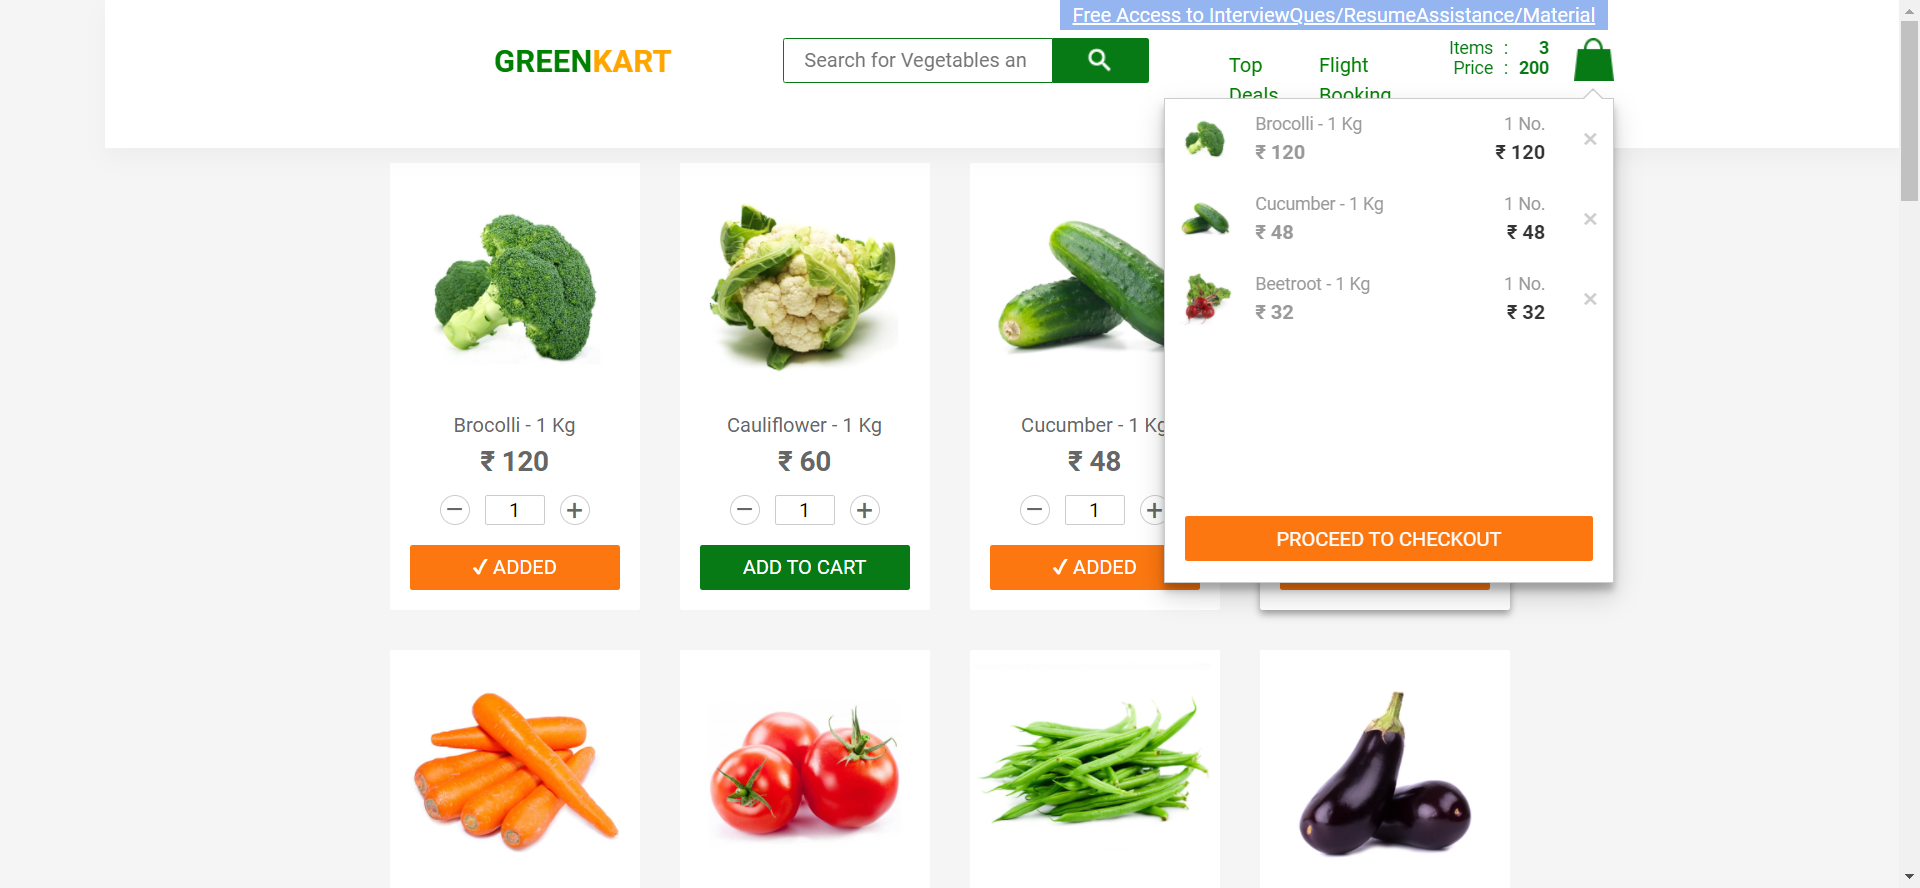 Free Access to InterviewQues/ResumeAssistance/Material
GREENKART
Search for Vegetables an
Top Deals
Flight Booking
Items : 3
Price : 200
Brocolli - 1 Kg 1 No.
₹ 120 ₹ 120
×
Cucumber - 1 Kg 1 No.
₹ 48 ₹ 48
×
Beetroot - 1 Kg 1 No.
₹ 32 ₹ 32
×
PROCEED TO CHECKOUT
Brocolli - 1 Kg
₹ 120
− 1 +
✓ ADDED
Cauliflower - 1 Kg
₹ 60
− 1 +
ADD TO CART
Cucumber - 1 Kg
₹ 48
− 1 +
✓ ADDED